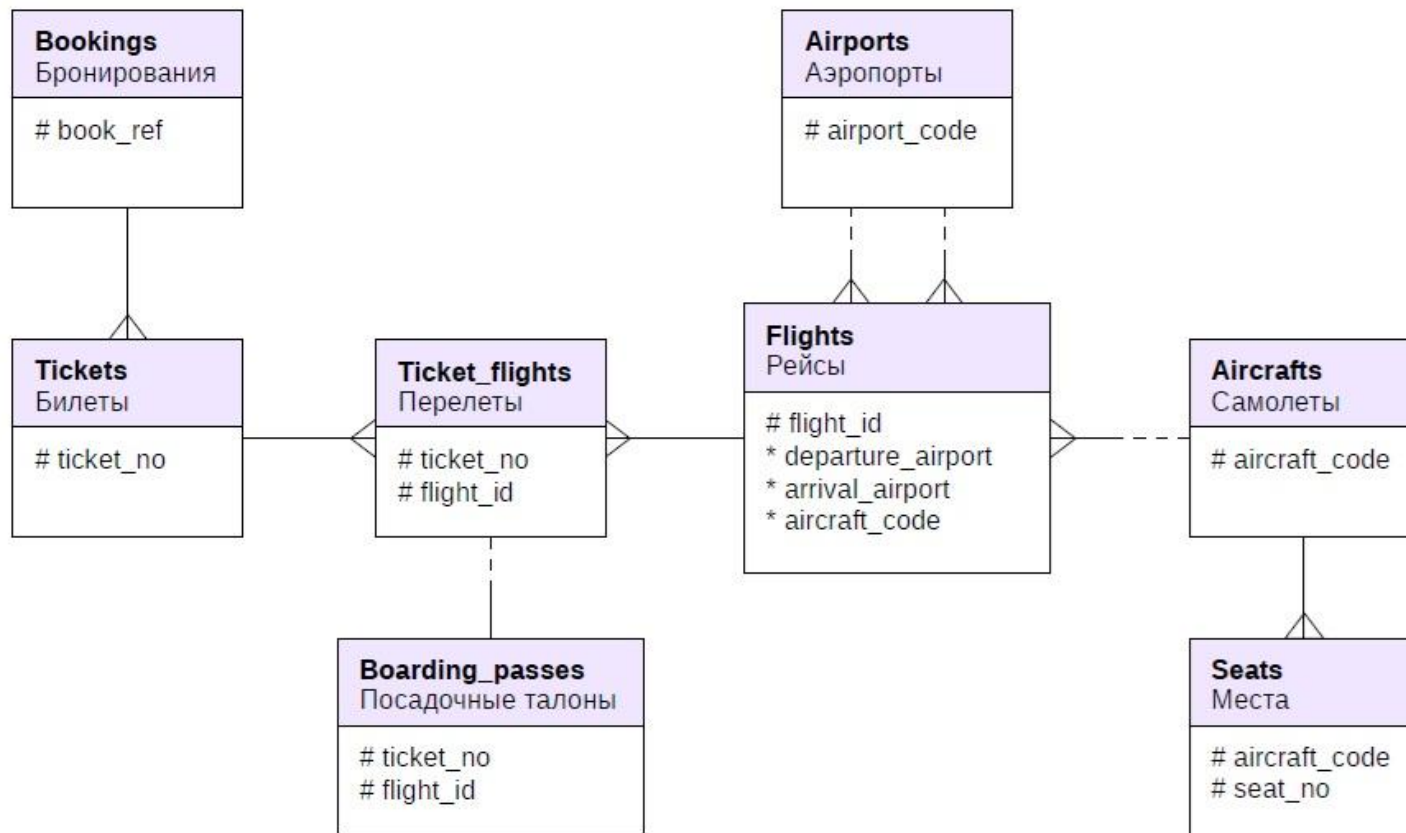 Bookings
Бронирования
# book_ref
Airports
Аэропорты
# airport_code
Tickets
Билеты
# ticket_no
Ticket_flights
Перелеты
# ticket_no
# flight_id
Flights
Рейсы
# flight_id
* departure_airport
* arrival_airport
* aircraft_code
Aircrafts
Самолеты
# aircraft_code
Boarding_passes
Посадочные талоны
# ticket_no
# flight_id
Seats
Места
# aircraft_code
# seat_no